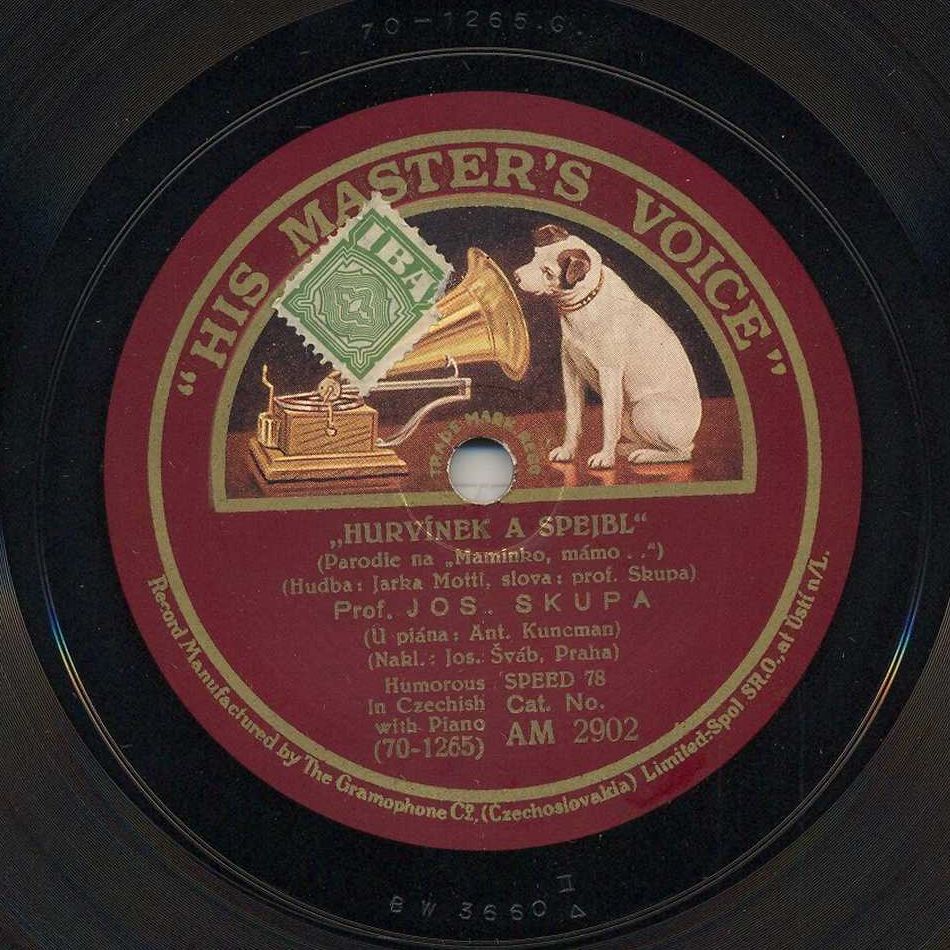 70-1265.G.
"HIS MASTER'S VOICE"
IBA
TRADE-MARK REGD
„HURVÍNEK A SPEJBL“
(Parodie na „Maminko, mámo . .“)
(Hudba: Jarka Mottl, slova: prof. Skupa)
Prof. JOS. SKUPA
(U piána: Ant. Kuncman)
(Nakl.: Jos. Šváb, Praha)
Humorous SPEED 78
In Czechish Cat. No.
with Piano AM 2902
(70-1265)
Record Manufactured by The Gramophone Co., (Czechoslovakia) Limited-Spol. SR.O., at Ústí n/L.
II
BW 3660 Δ